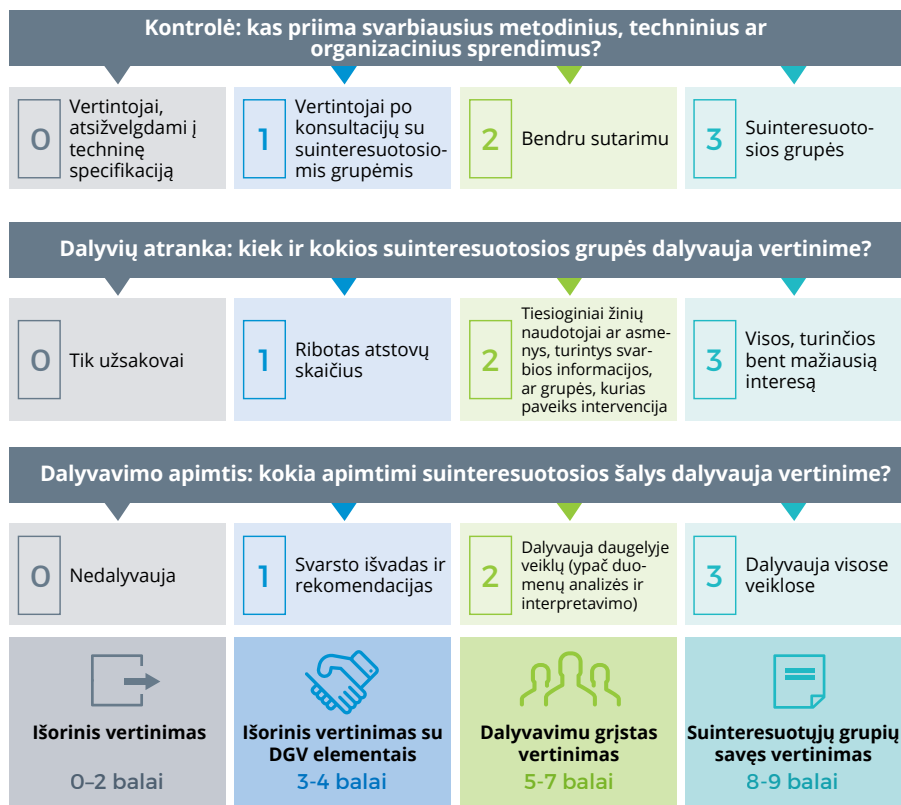 Kontrolė: kas priima svarbiausius metodinius, techninius ar
organizacinius sprendimus?
0
Vertintojai,
atsižvelgdami į
techninę
specifikaciją
1
Vertintojai po
konsultacijų su
suinteresuotosio-
mis grupėmis
2
Bendru sutarimu
3
Suinteresuoto-
sios grupės
Dalyvių atranka: kiek ir kokios suinteresuotosios grupės dalyvauja vertinime?
0
Tik užsakovai
1
Ribotas atstovų
skaičius
2
Tiesioginiai žinių
naudotojai ar asme-
nys, turintys svar-
bios informacijos,
ar grupės, kurias
paveiks intervencija
3
Visos, turinčios
bent mažiausią
interesą
Dalyvavimo apimtis: kokia apimtimi suinteresuotosios šalys dalyvauja vertinime?
0
Nedalyvauja
1
Svarsto išvadas ir
rekomendacijas
2
Dalyvauja daugelyje
veiklų (ypač duo-
menų analizės ir
interpretavimo)
3
Dalyvauja visose
veiklose
Išorinis vertinimas
0–2 balai
Išorinis vertinimas su
DGV elementais
3-4 balai
Dalyvavimu grįstas
vertinimas
5-7 balai
Suinteresuotųjų grupių
savęs vertinimas
8-9 balai